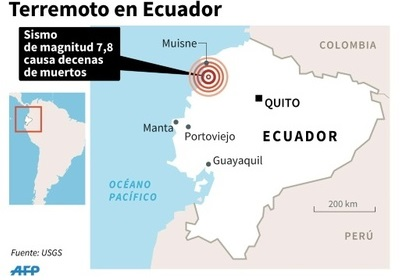 Terremoto en Ecuador
Sismo
de magnitud 7,8
causa decenas
de muertos
Muisne
COLOMBIA
QUITO
Manta
Portoviejo
ECUADOR
Guayaquil
OCÉANO
PACÍFICO
200 km
PERÚ
Fuente: USGS
AFP